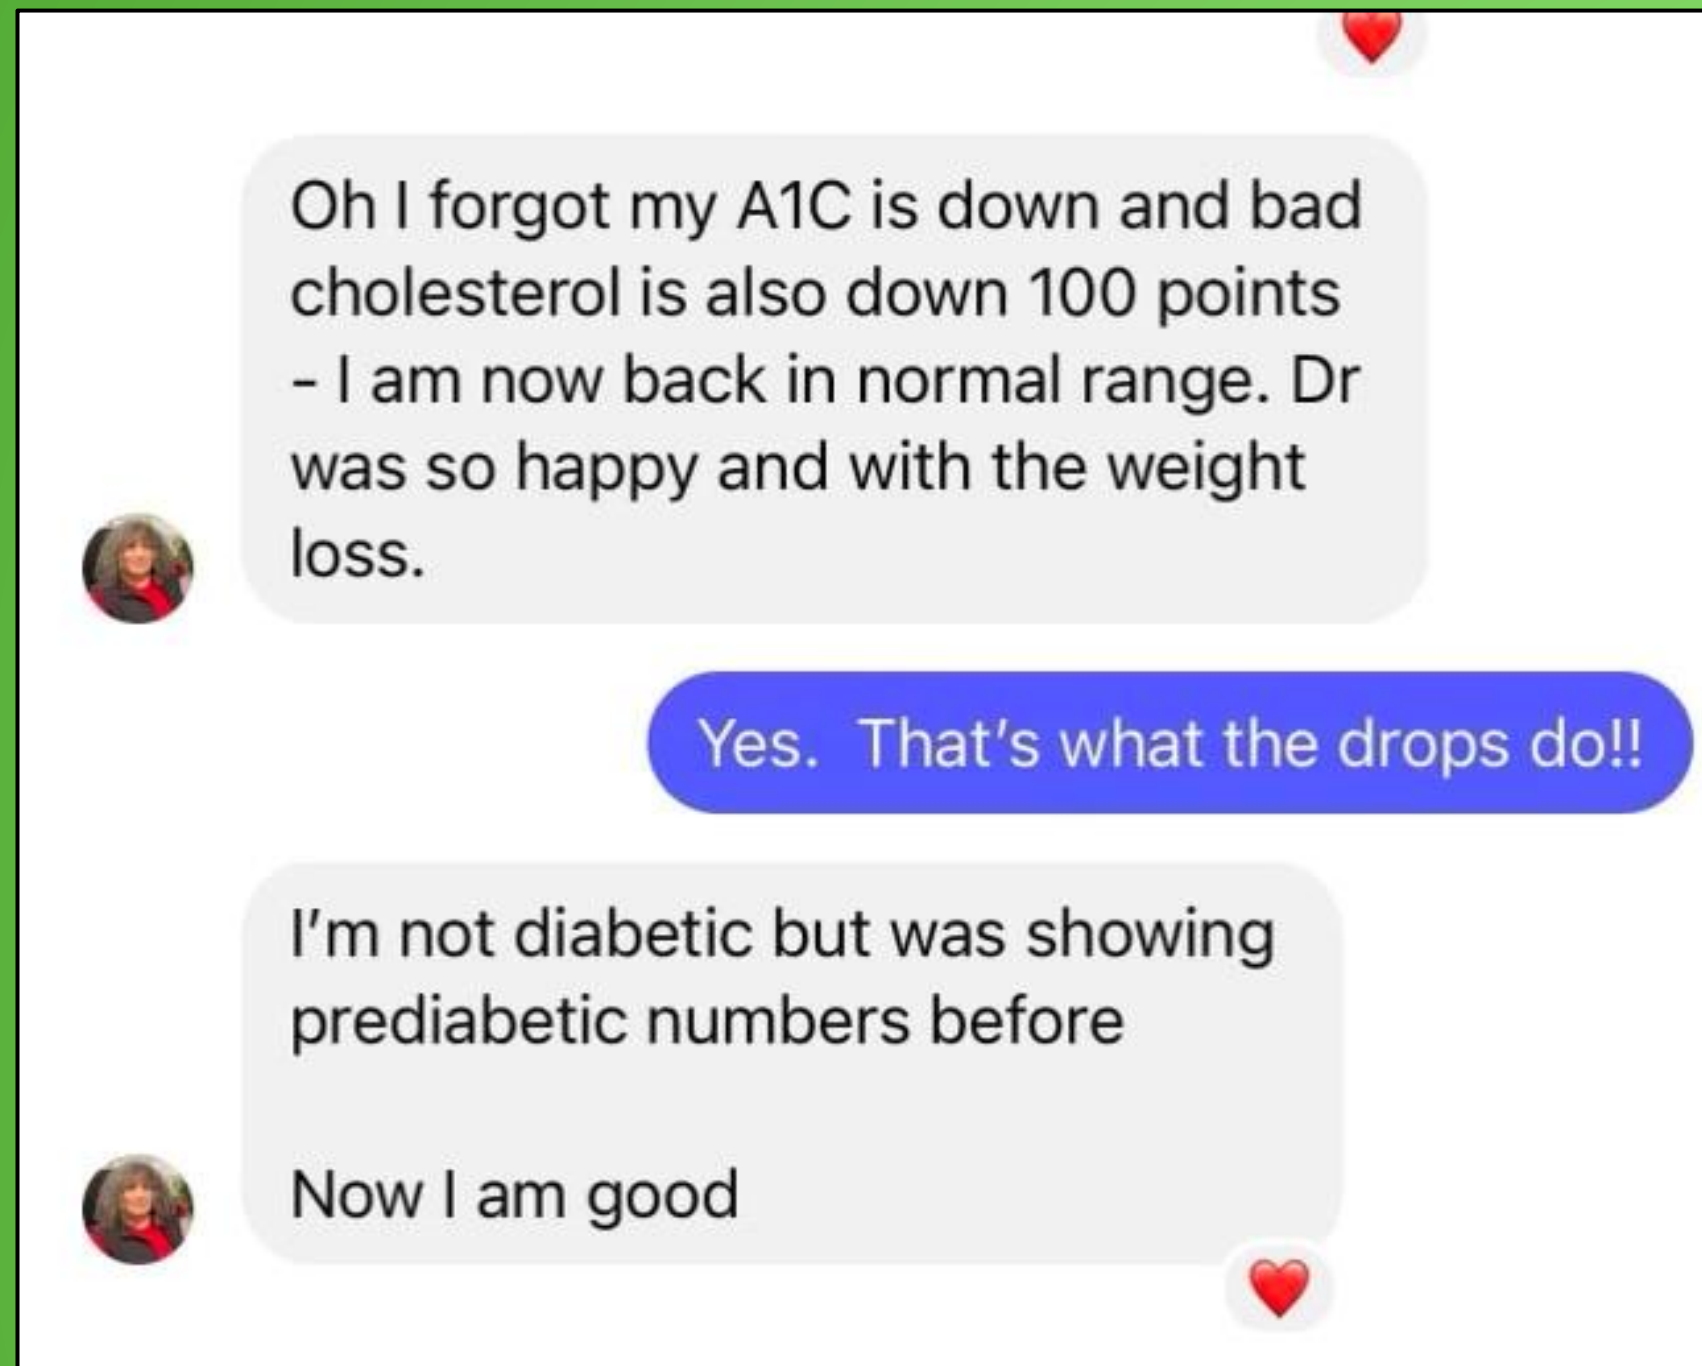 Oh I forgot my A1C is down and bad
cholesterol is also down 100 points
- I am now back in normal range. Dr
was so happy and with the weight
loss.
Yes.  That’s what the drops do!!
I’m not diabetic but was showing
prediabetic numbers before
Now I am good